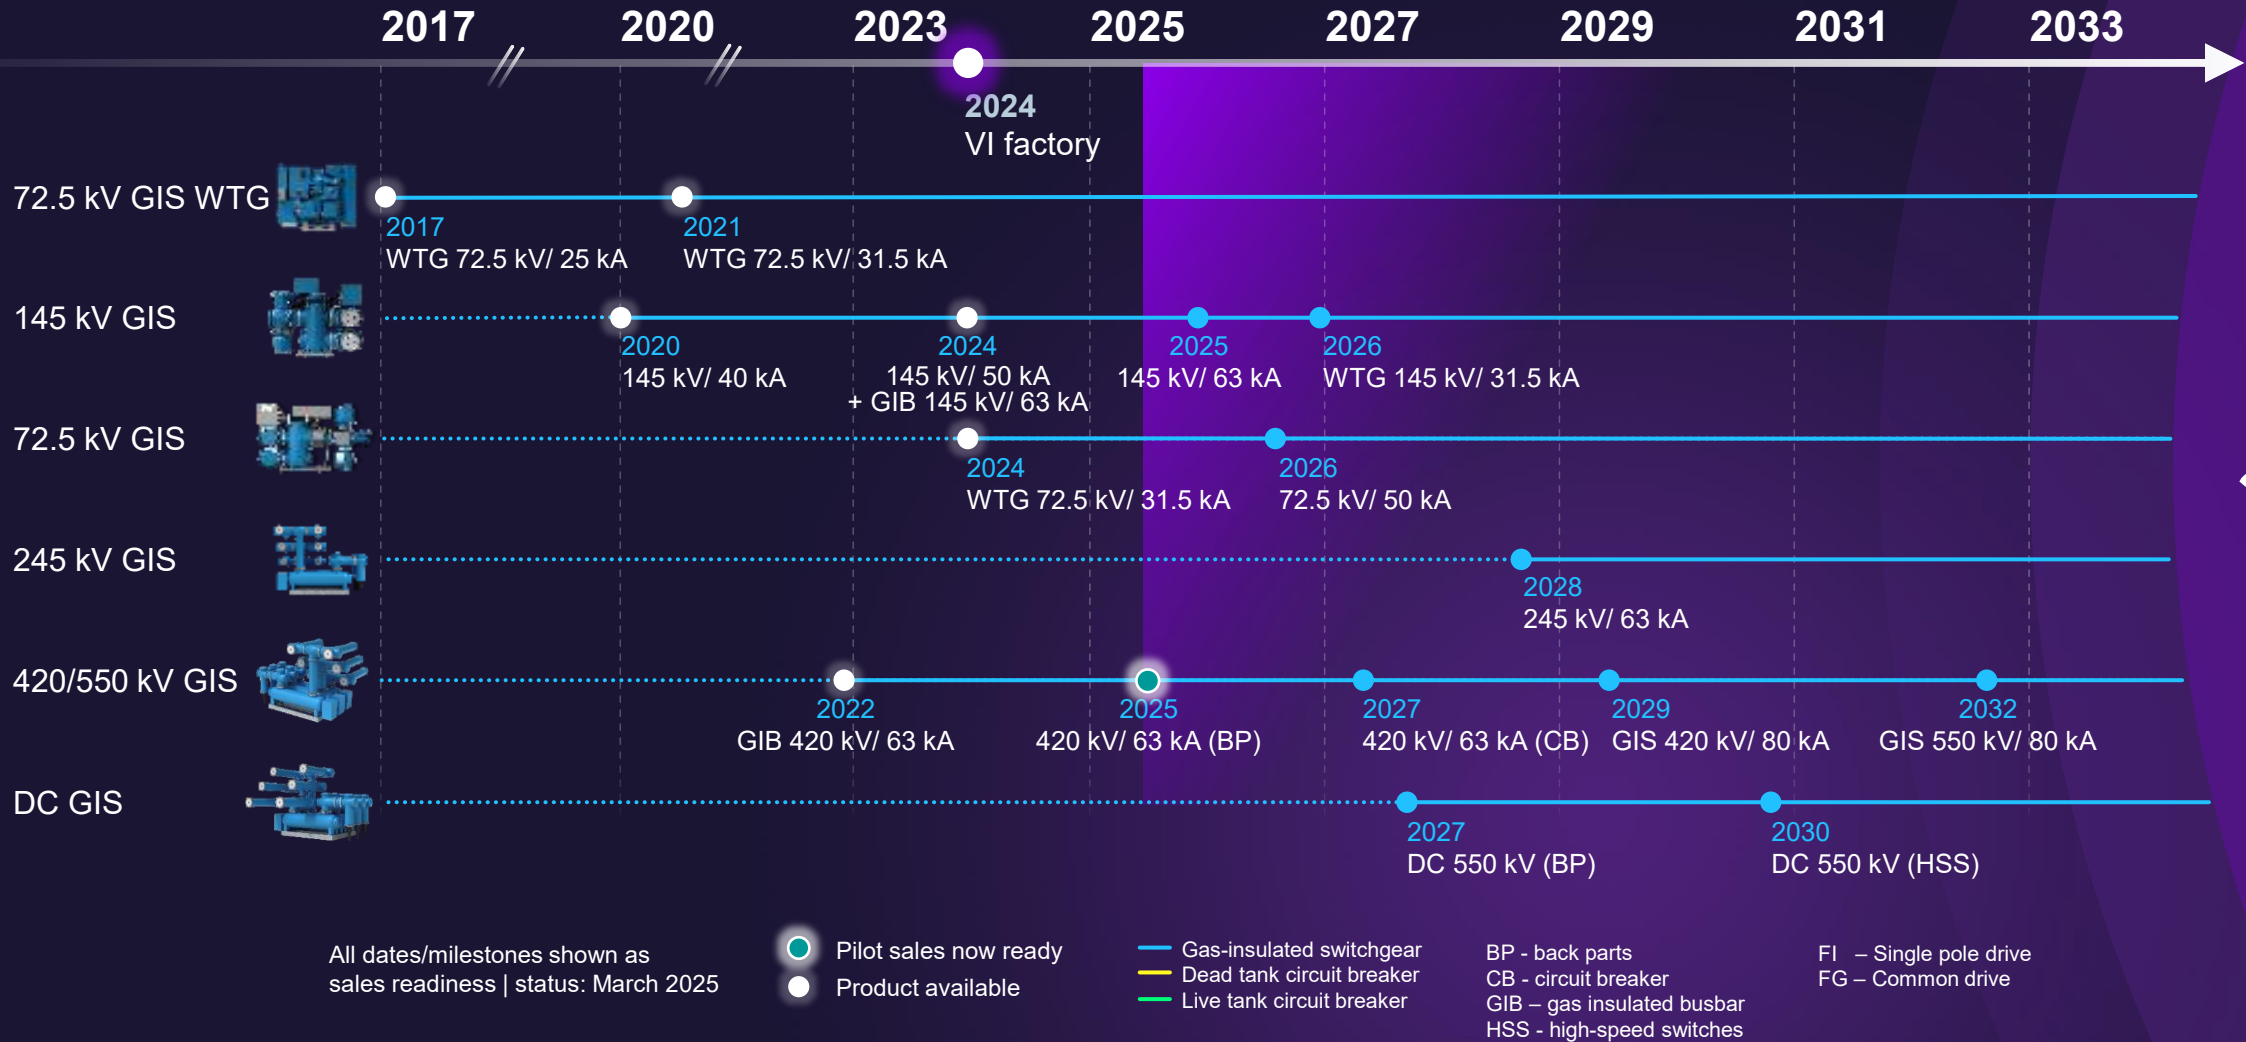 2017 2020 2023 2025 2027 2029 2031 2033
2024
VI factory
72.5 kV GIS WTG
2017
WTG 72.5 kV/ 25 kA
2021
WTG 72.5 kV/ 31.5 kA
145 kV GIS
2020
145 kV/ 40 kA
2024
145 kV/ 50 kA
+ GIB 145 kV/ 63 kA
2025
145 kV/ 63 kA
2026
WTG 145 kV/ 31.5 kA
72.5 kV GIS
2024
WTG 72.5 kV/ 31.5 kA
2026
72.5 kV/ 50 kA
245 kV GIS
2028
245 kV/ 63 kA
420/550 kV GIS
2022
GIB 420 kV/ 63 kA
2025
420 kV/ 63 kA (BP)
2027
420 kV/ 63 kA (CB)
2029
GIS 420 kV/ 80 kA
2032
GIS 550 kV/ 80 kA
DC GIS
2027
DC 550 kV (BP)
2030
DC 550 kV (HSS)
All dates/milestones shown as
sales readiness | status: March 2025
Pilot sales now ready
Product available
Gas-insulated switchgear
Dead tank circuit breaker
Live tank circuit breaker
BP - back parts
CB - circuit breaker
GIB – gas insulated busbar
HSS - high-speed switches
FI – Single pole drive
FG – Common drive